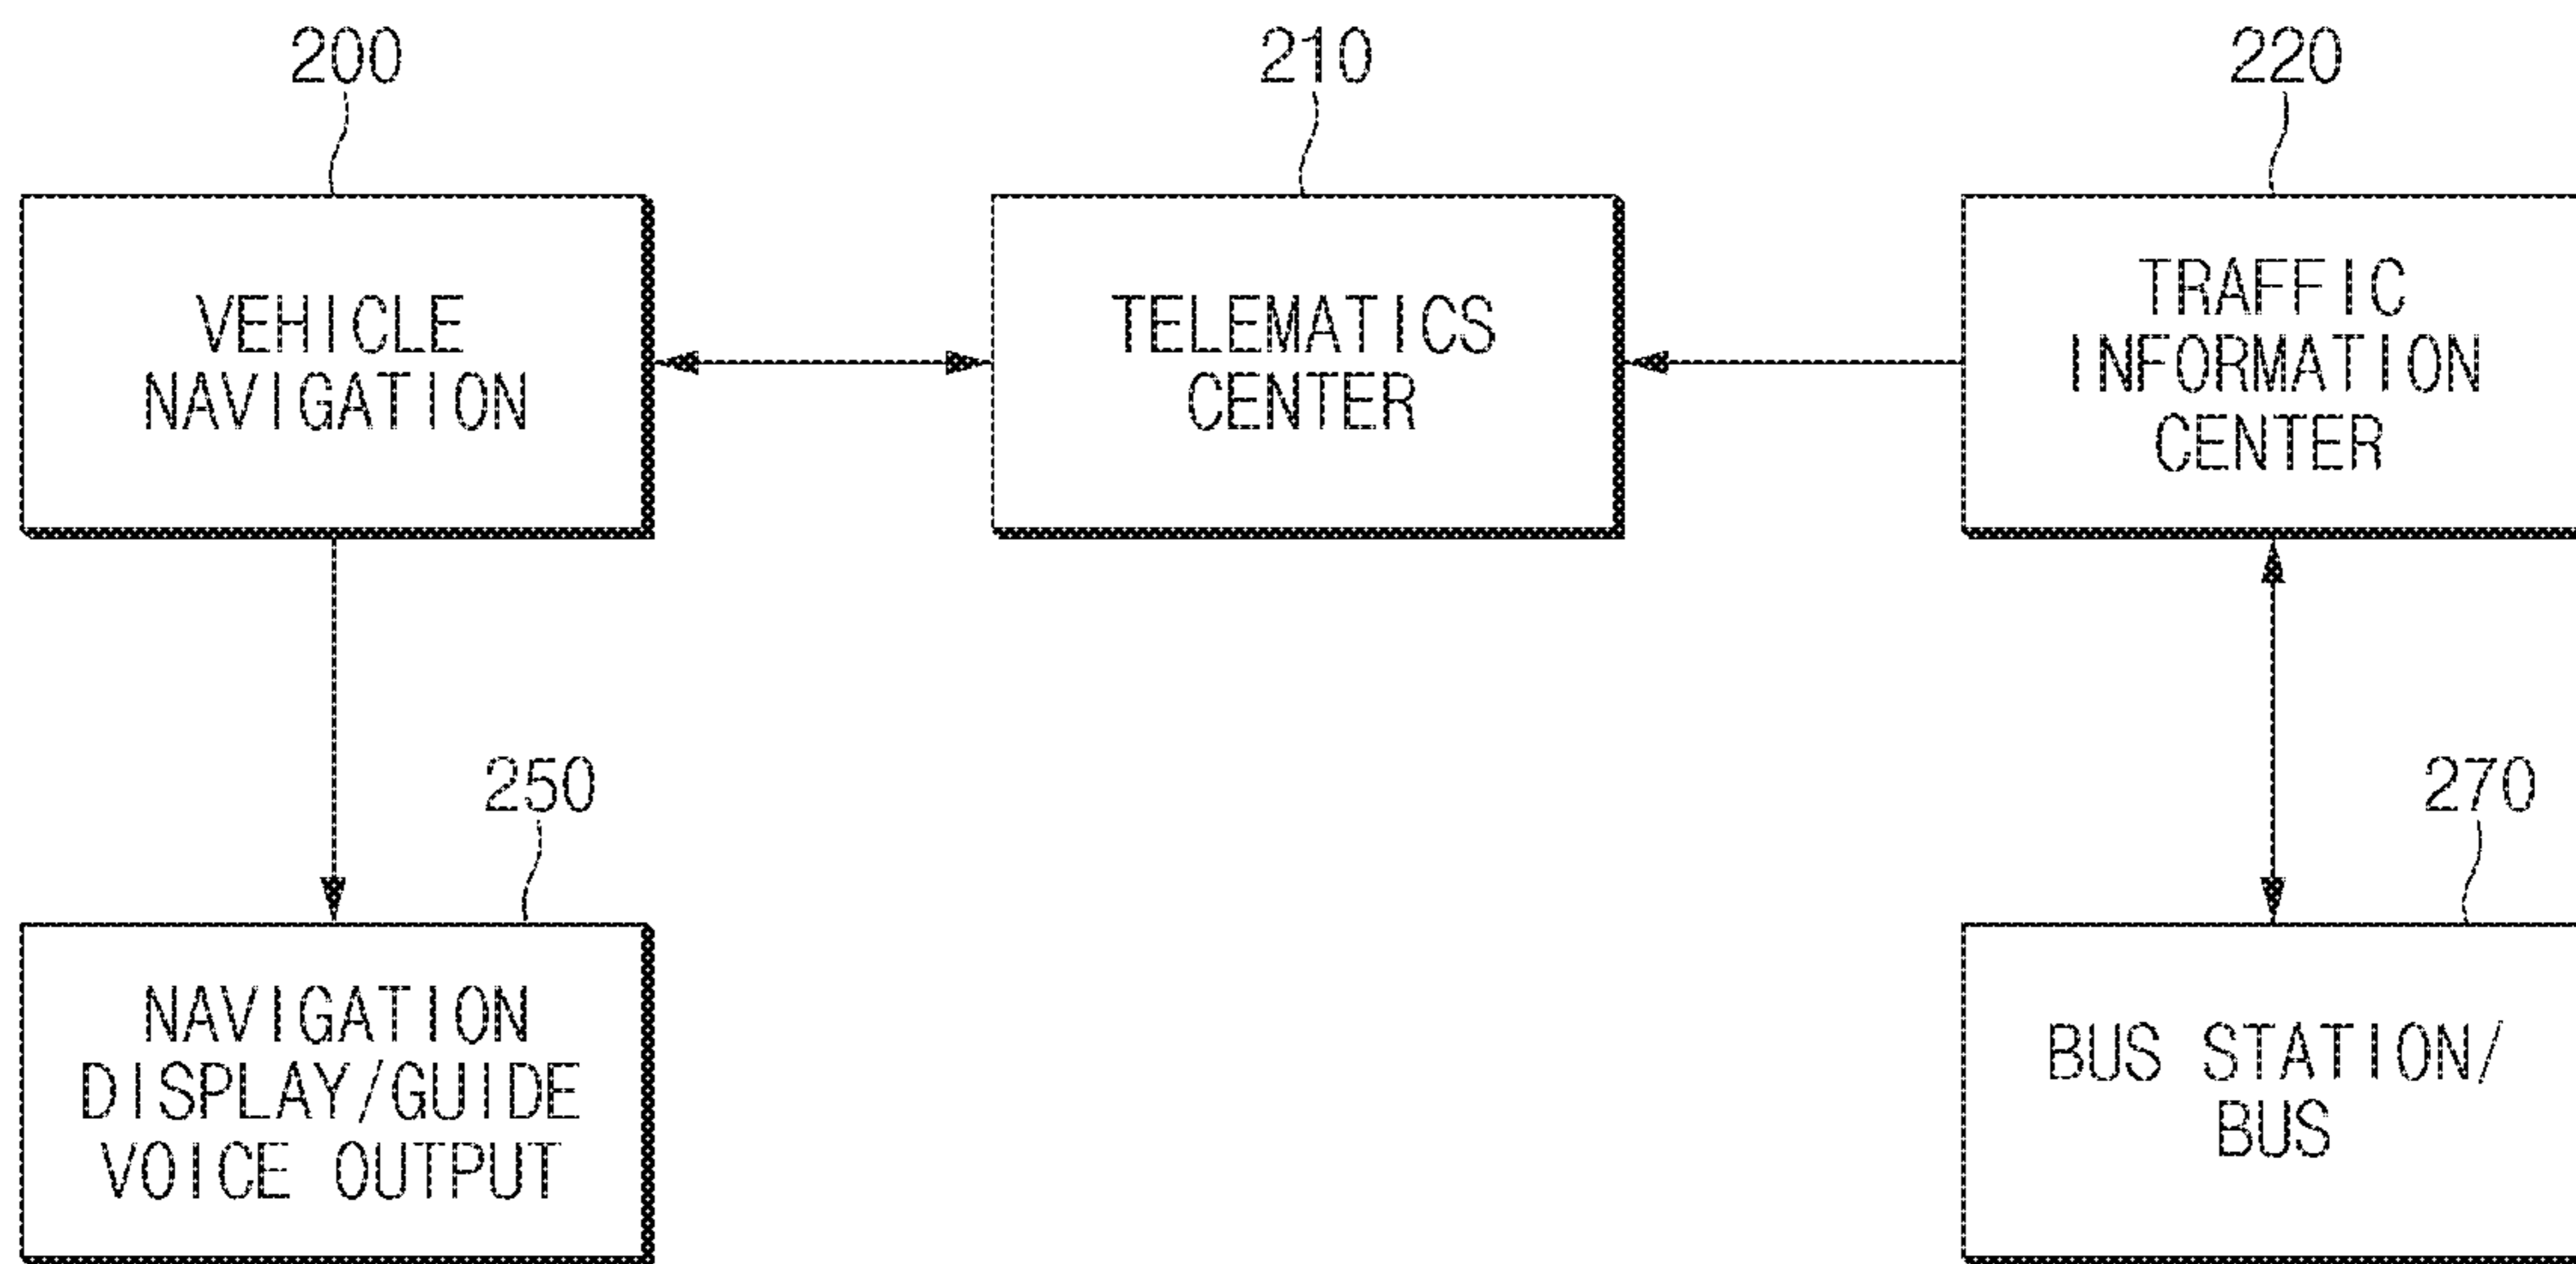 200
210
220
VEHICLE
NAVIGATION
TELEMATICS
CENTER
TRAFFIC
INFORMATION
CENTER
250
270
NAVIGATION
DISPLAY/GUIDE
VOICE OUTPUT
BUS STATION/
BUS